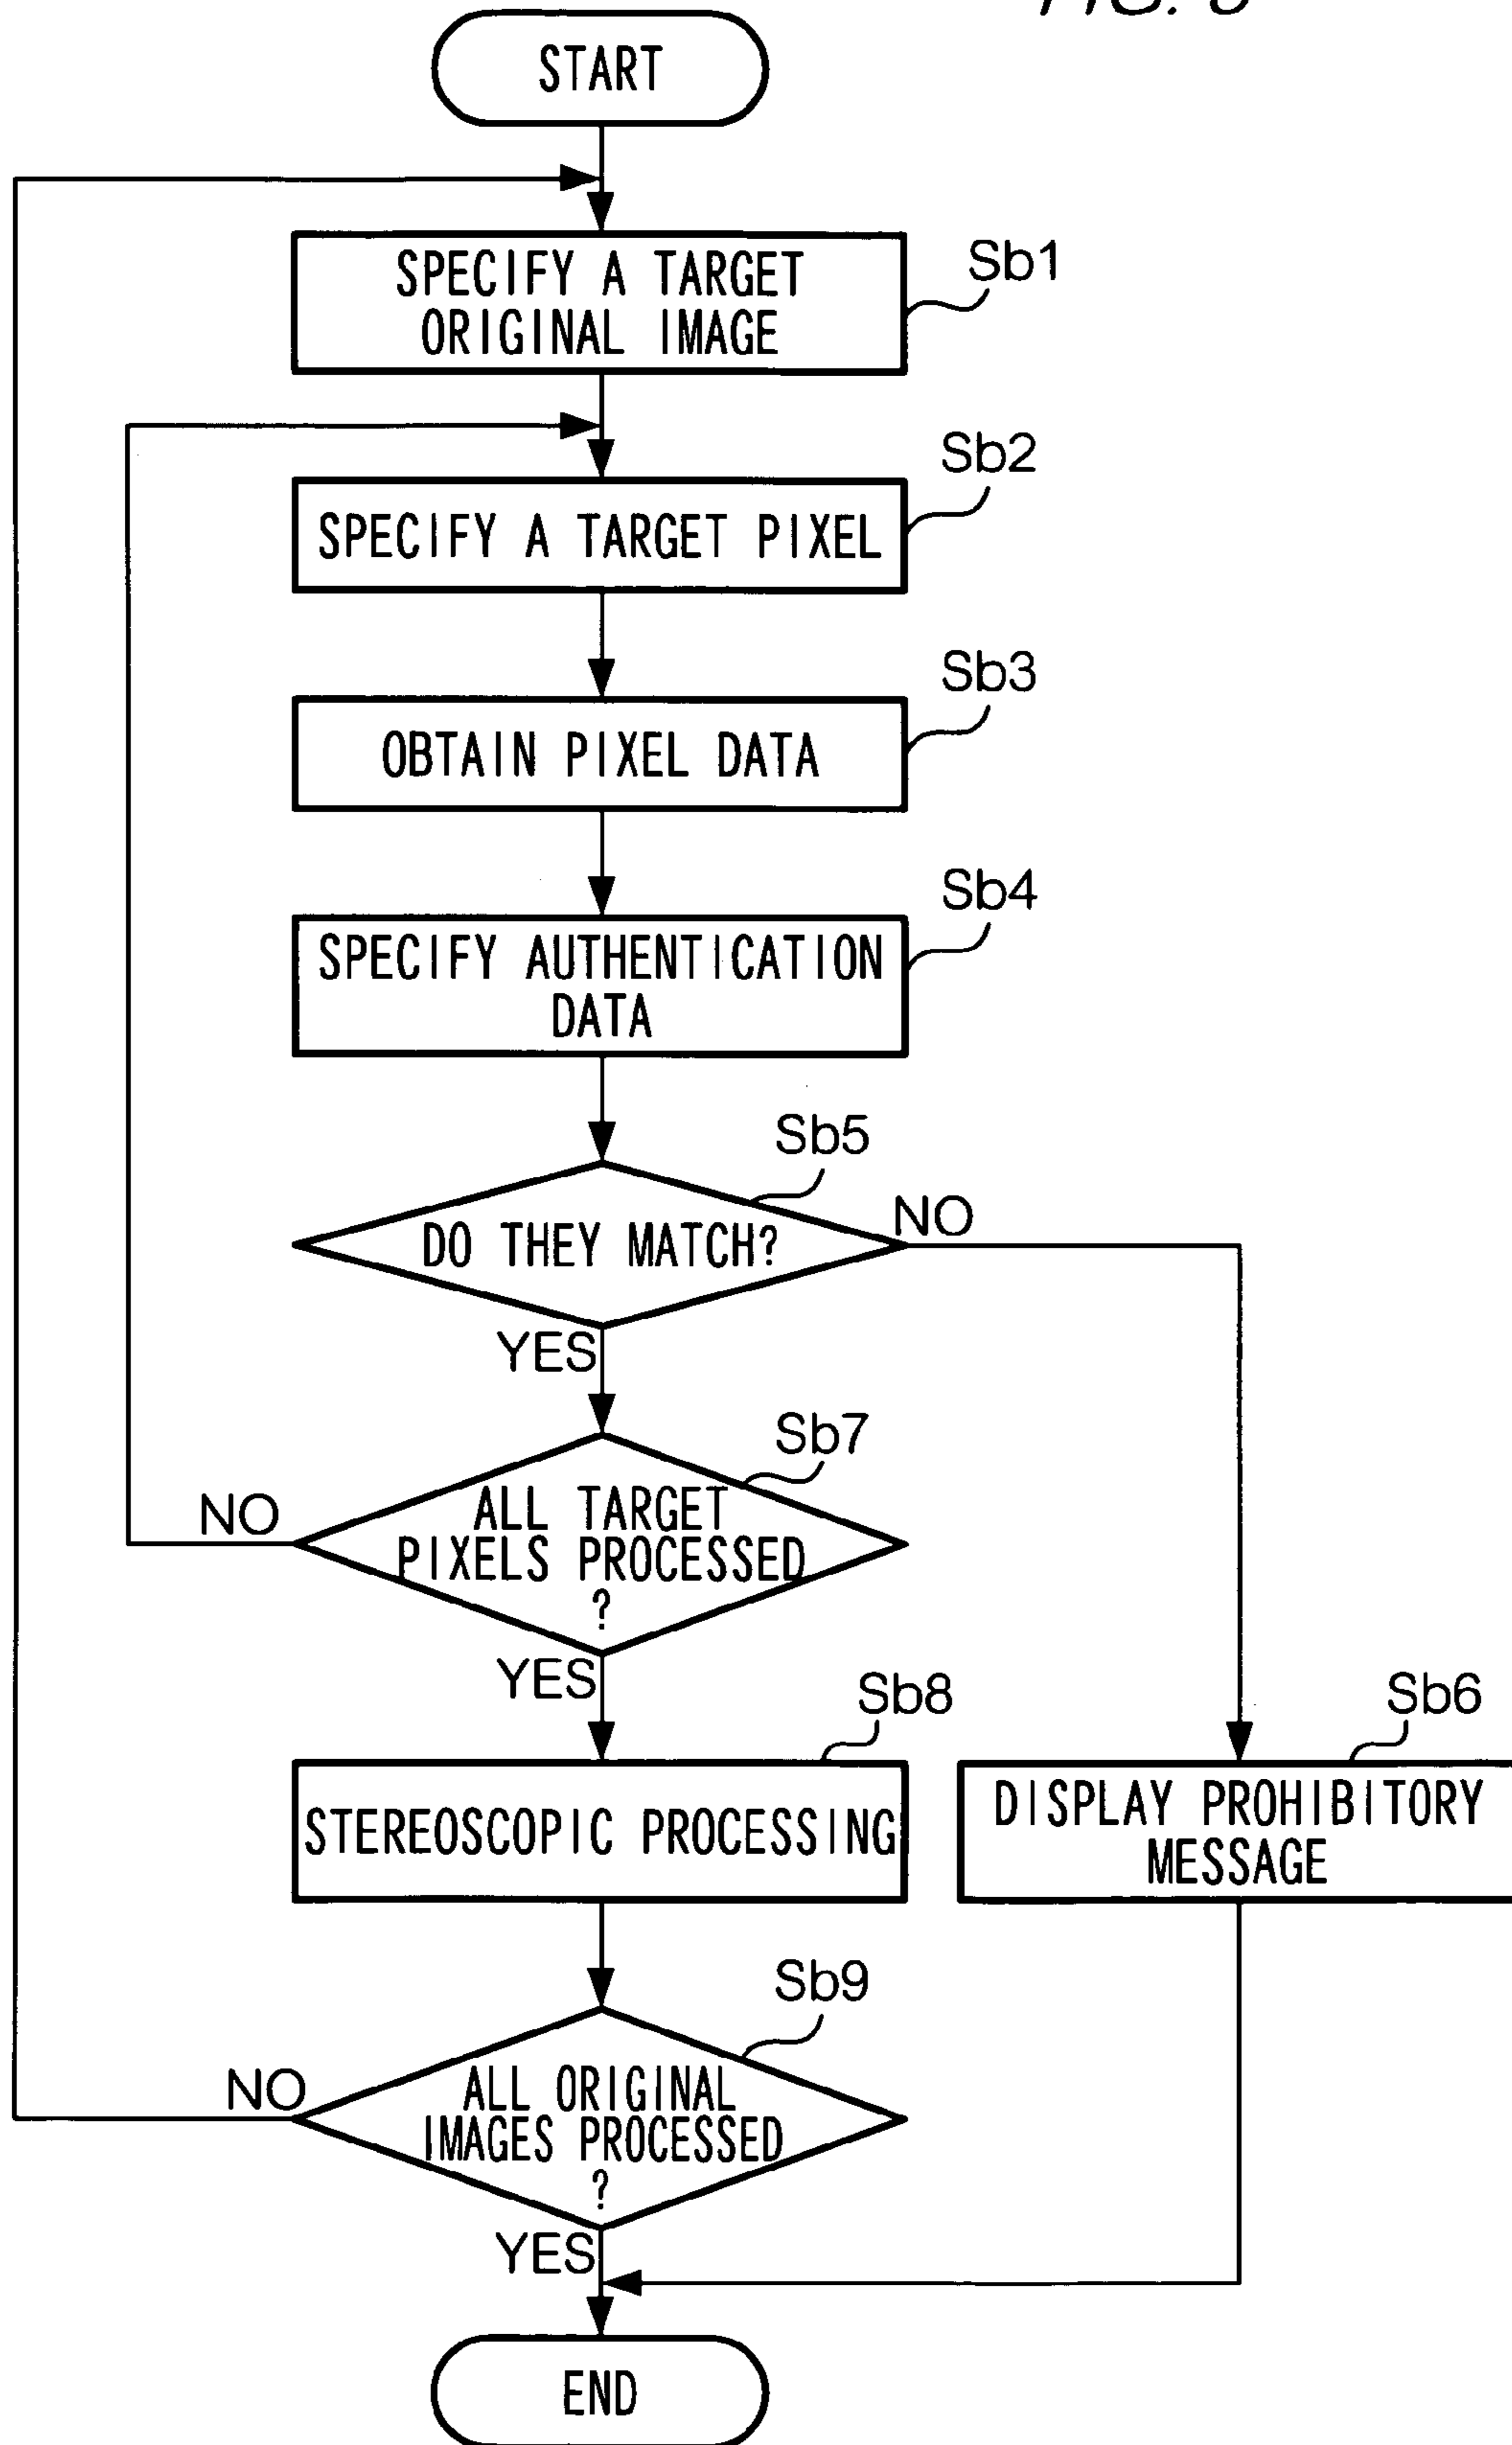 START
SPECIFY A TARGET
ORIGINAL IMAGE
Sb1
SPECIFY A TARGET PIXEL
Sb2
OBTAIN PIXEL DATA
Sb3
SPECIFY AUTHENTICATION
DATA
Sb4
DO THEY MATCH?
Sb5
NO
YES
ALL TARGET
PIXELS PROCESSED
?
Sb7
NO
YES
STEREOSCOPIC PROCESSING
Sb8
DISPLAY PROHIBITORY
MESSAGE
Sb6
ALL ORIGINAL
IMAGES PROCESSED
?
Sb9
NO
YES
END